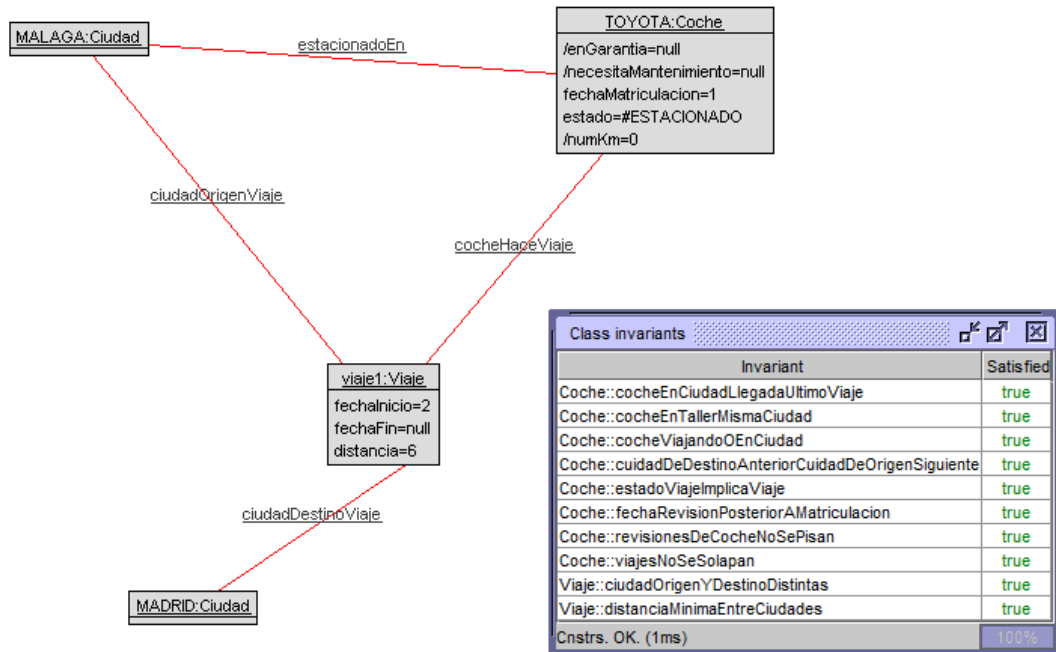 MALAGA:Ciudad
estacionadoEn
TOYOTA:Coche
/enGarantia=null
/necesitaMantenimiento=null
fechaMatriculacion=1
estado=#ESTACIONADO
/numKm=0
ciudadOrigenViaje
cocheHaceViaje
viaje1:Viaje
fechaInicio=2
fechaFin=null
distancia=6
ciudadDestinoViaje
MADRID:Ciudad
Class invariants
Invariant Satisfied
Coche::cocheEnCiudadLlegadaUltimoViaje true
Coche::cocheEnTallerMismaCiudad true
Coche::cocheViajandoOEnCiudad true
Coche::cuidadDeDestinoAnteriorCuidadDeOrigenSiguiente true
Coche::estadoViajeImplicaViaje true
Coche::fechaRevisionPosteriorAMatriculacion true
Coche::revisionesDeCocheNoSePisan true
Coche::viajesNoSeSolapan true
Viaje::ciudadOrigenYDestinoDistintas true
Viaje::distanciaMinimaEntreCiudades true
Cnstrs. OK. (1ms) 100%